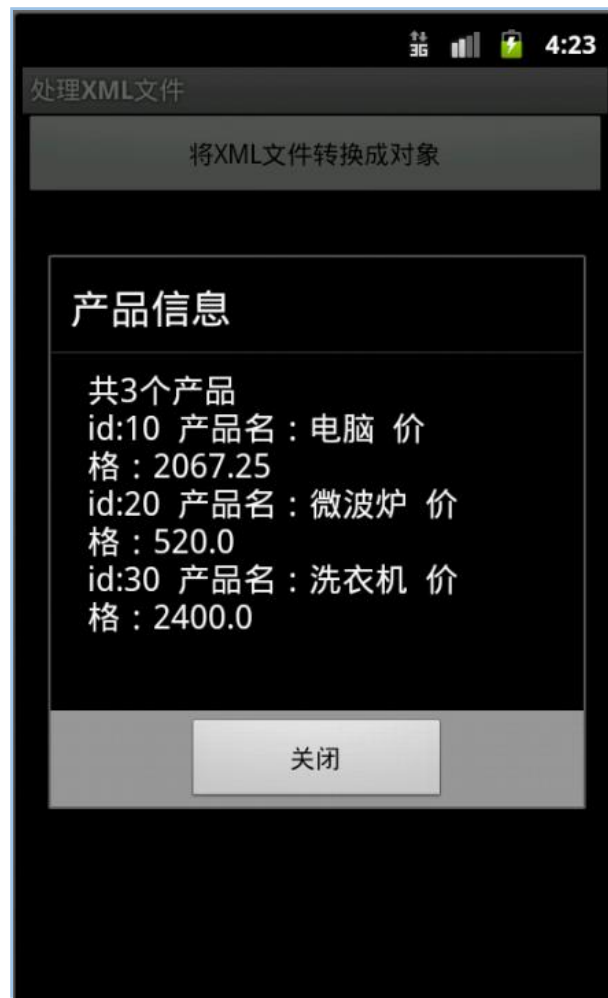 3G 4:23
处理XML文件
将XML文件转换成对象
产品信息
共3个产品
id:10 产品名：电脑 价
格：2067.25
id:20 产品名：微波炉 价
格：520.0
id:30 产品名：洗衣机 价
格：2400.0
关闭